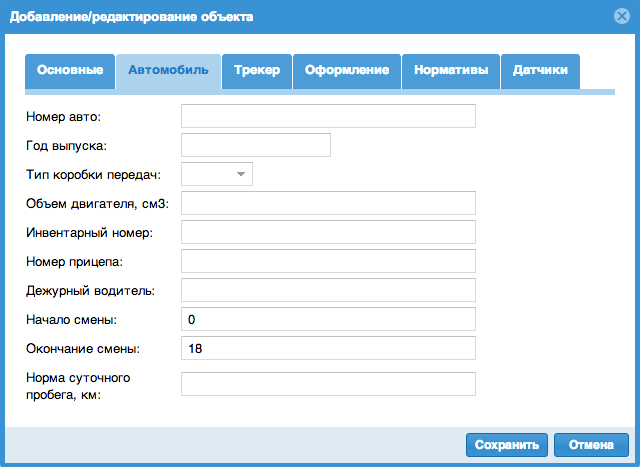 Добавление/редактирование объекта
Основные Автомобиль Трекер Оформление Нормативы Датчики
Номер авто:
Год выпуска:
Тип коробки передач:
Объем двигателя, см3:
Инвентарный номер:
Номер прицепа:
Дежурный водитель:
Начало смены: 0
Окончание смены: 18
Норма суточного
пробега, км:
Сохранить Отмена